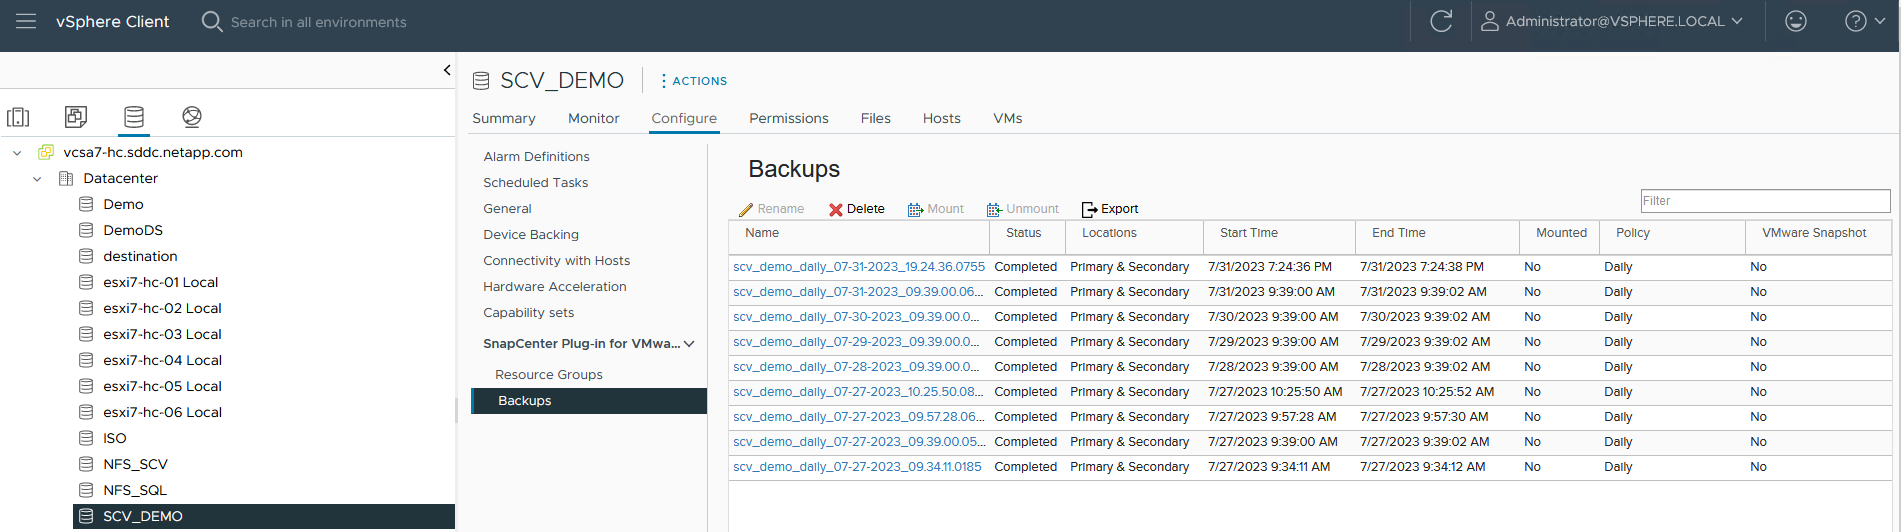 vSphere Client
Search in all environments
Administrator@VSPHERE.LOCAL
vcsa7-hc.sddc.netapp.com
Datacenter
Demo
DemoDS
destination
esxi7-hc-01 Local
esxi7-hc-02 Local
esxi7-hc-03 Local
esxi7-hc-04 Local
esxi7-hc-05 Local
esxi7-hc-06 Local
ISO
NFS_SCV
NFS_SQL
SCV_DEMO
SCV_DEMO
ACTIONS
Summary Monitor Configure Permissions Files Hosts VMs
Alarm Definitions
Scheduled Tasks
General
Device Backing
Connectivity with Hosts
Hardware Acceleration
Capability sets
SnapCenter Plug-in for VMwa...
Resource Groups
Backups
Backups
Rename Delete Mount Unmount Export
Filter
Name Status Locations Start Time End Time Mounted Policy VMware Snapshot
scv_demo_daily_07-31-2023_19.24.36.0755 Completed Primary & Secondary 7/31/2023 7:24:36 PM 7/31/2023 7:24:38 PM No Daily No
scv_demo_daily_07-31-2023_09.39.00.06... Completed Primary & Secondary 7/31/2023 9:39:00 AM 7/31/2023 9:39:02 AM No Daily No
scv_demo_daily_07-30-2023_09.39.00.0... Completed Primary & Secondary 7/30/2023 9:39:00 AM 7/30/2023 9:39:02 AM No Daily No
scv_demo_daily_07-29-2023_09.39.00.0... Completed Primary & Secondary 7/29/2023 9:39:00 AM 7/29/2023 9:39:02 AM No Daily No
scv_demo_daily_07-28-2023_09.39.00.0... Completed Primary & Secondary 7/28/2023 9:39:00 AM 7/28/2023 9:39:02 AM No Daily No
scv_demo_daily_07-27-2023_10.25.50.08... Completed Primary & Secondary 7/27/2023 10:25:50 AM 7/27/2023 10:25:52 AM No Daily No
scv_demo_daily_07-27-2023_09.57.28.06... Completed Primary & Secondary 7/27/2023 9:57:28 AM 7/27/2023 9:57:30 AM No Daily No
scv_demo_daily_07-27-2023_09.39.00.05... Completed Primary & Secondary 7/27/2023 9:39:00 AM 7/27/2023 9:39:02 AM No Daily No
scv_demo_daily_07-27-2023_09.34.11.0185 Completed Primary & Secondary 7/27/2023 9:34:11 AM 7/27/2023 9:34:12 AM No Daily No